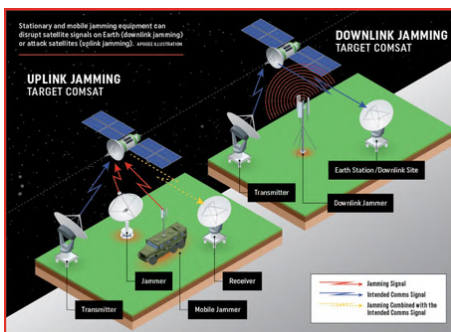 Stationary and mobile jamming equipment can
disrupt satellite signals on Earth (downlink jamming)
or attack satellites (uplink jamming). APOGEE ILLUSTRATION
DOWNLINK JAMMING
TARGET COMSAT
UPLINK JAMMING
TARGET COMSAT
Earth Station/Downlink Site
Transmitter
Downlink Jammer
Jammer
Receiver
Transmitter
Mobile Jammer
Jamming Signal
Intended Comms Signal
Jamming Combined with the
Intended Comms Signal